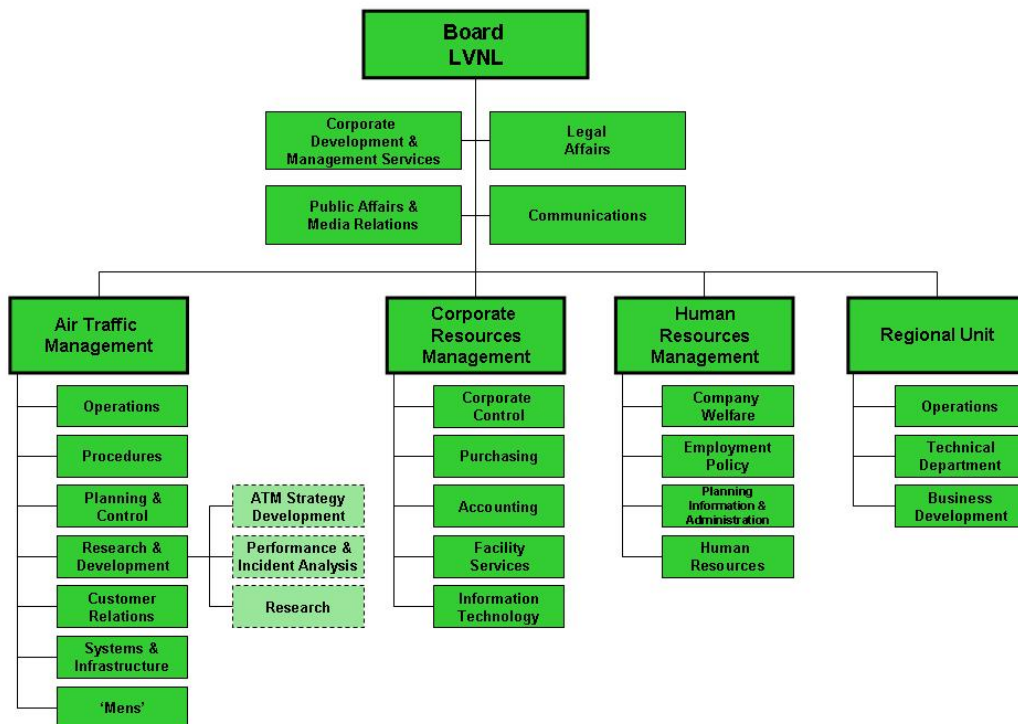 Board
LVNL
Corporate
Development &
Management Services
Legal
Affairs
Public Affairs &
Media Relations
Communications
Air Traffic
Management
Corporate
Resources
Management
Human
Resources
Management
Regional Unit
Operations
Procedures
Planning &
Control
Research &
Development
Customer
Relations
Systems &
Infrastructure
‘Mens’
ATM Strategy
Development
Performance &
Incident Analysis
Research
Corporate
Control
Purchasing
Accounting
Facility
Services
Information
Technology
Company
Welfare
Employment
Policy
Planning
Information &
Administration
Human
Resources
Operations
Technical
Department
Business
Development